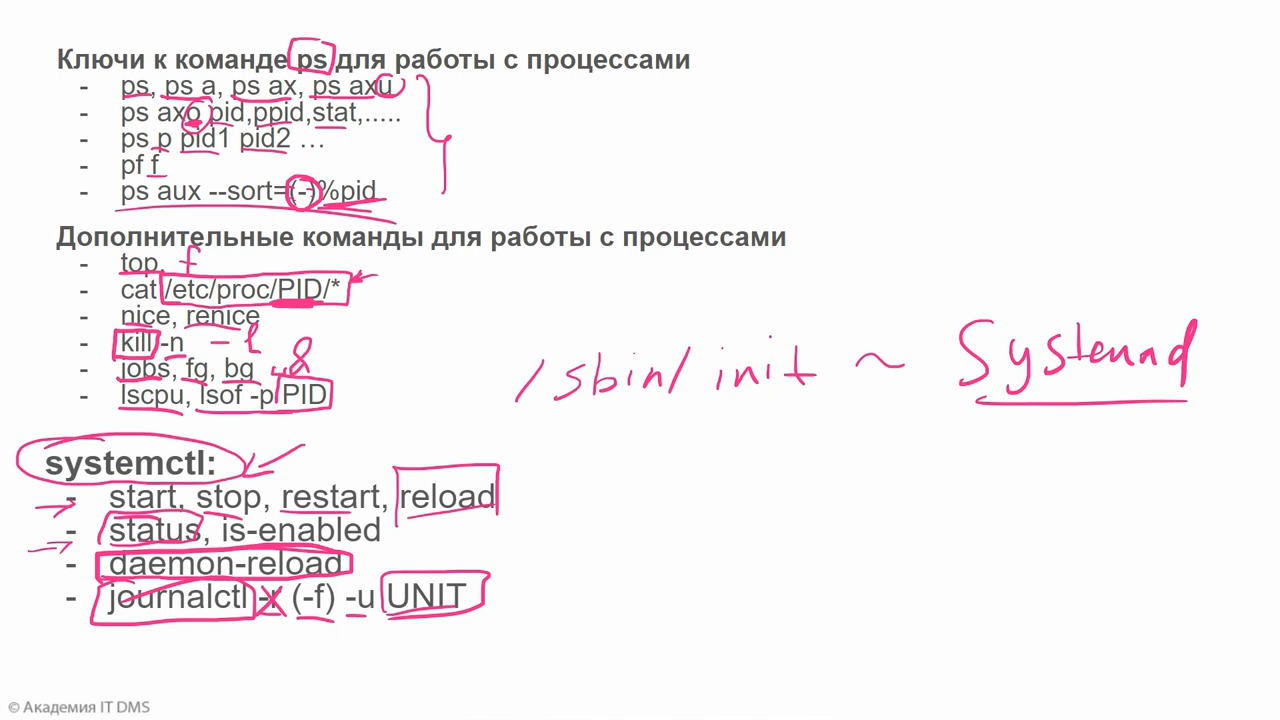 Ключи к команде ps для работы с процессами
- ps, ps a, ps ax, ps axu
- ps axo pid,ppid,stat,.....
- ps p pid1 pid2 ...
- pf f
- ps aux --sort=(-)%pid
Дополнительные команды для работы с процессами
- top, f
- cat /etc/proc/PID/*
- nice, renice
- kill -n -l
- jobs, fg, bg &
- lscpu, lsof -p PID
/sbin/ init ~ Systemd
systemctl:
- start, stop, restart, reload
- status, is-enabled
- daemon-reload
- journalctl -r (-f) -u UNIT
© Академия IT DMS